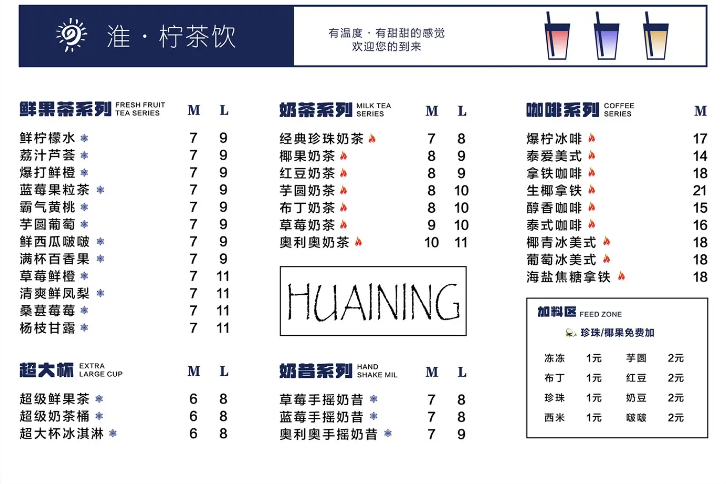 淮·柠茶饮
有温度·有甜甜的感觉
欢迎您的到来
鲜果茶系列 FRESH FRUIT TEA SERIES M L
鲜柠檬水 7 9
荔汁芦荟 7 9
爆打鲜橙 7 9
蓝莓果粒茶 7 9
霸气黄桃 7 9
芋圆葡萄 7 9
鲜西瓜啵啵 7 9
满杯百香果 7 9
草莓鲜橙 7 11
清爽鲜凤梨 7 11
桑葚莓莓 7 11
杨枝甘露 7 11
超大杯 EXTRA LARGE CUP M L
超级鲜果茶 6 8
超级奶茶桶 6 8
超大杯冰淇淋 6 8
奶茶系列 MILK TEA SERIES M L
经典珍珠奶茶 7 8
椰果奶茶 8 9
红豆奶茶 8 9
芋圆奶茶 8 10
布丁奶茶 8 10
草莓奶茶 9 10
奥利奥奶茶 10 11
HUAINING
奶昔系列 HAND SHAKE MIL M L
草莓手摇奶昔 7 8
蓝莓手摇奶昔 7 8
奥利奥手摇奶昔 7 9
咖啡系列 COFFEE SERIES M
爆柠冰咖啡 17
泰爱美式 14
拿铁咖啡 18
生椰拿铁 21
醇香咖啡 15
泰式咖啡 16
椰青冰美式 18
葡萄冰美式 18
海盐焦糖拿铁 18
加料区 FEED ZONE
珍珠/椰果免费加
冻冻 1元 芋圆 2元
布丁 1元 红豆 2元
珍珠 1元 奶豆 2元
西米 1元 啵啵 2元